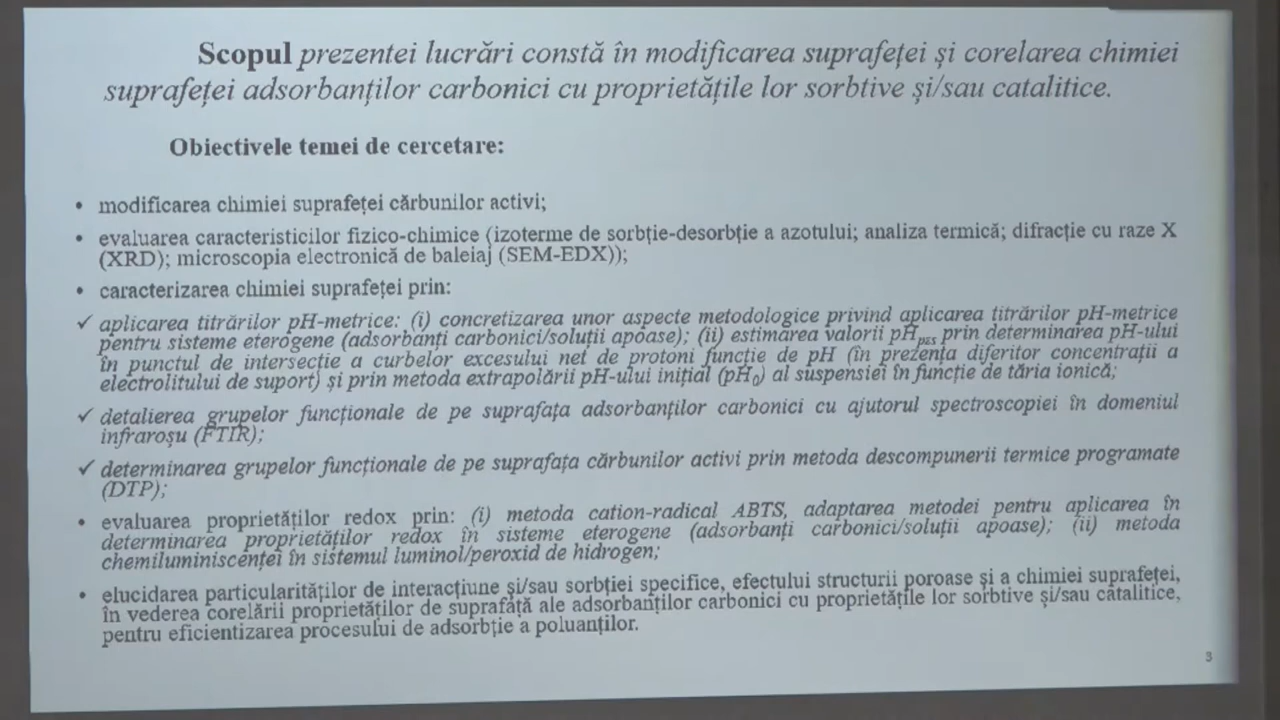 Scopul prezentei lucrări constă în modificarea suprafeței și corelarea chimiei
suprafeței adsorbanților carbonici cu proprietățile lor sorbtive și/sau catalitice.
Obiectivele temei de cercetare:
• modificarea chimiei suprafeței cărbunilor activi;
• evaluarea caracteristicilor fizico-chimice (izoterme de sorbție-desorbție a azotului; analiza termică; difracție cu raze X
(XRD); microscopia electronică de baleiaj (SEM-EDX));
• caracterizarea chimiei suprafeței prin:
✓ aplicarea titrărilor pH-metrice: (i) concretizarea unor aspecte metodologice privind aplicarea titrărilor pH-metrice
pentru sisteme eterogene (adsorbanți carbonici/soluții apoase); (ii) estimarea valorii pHpzs prin determinarea pH-ului
în punctul de intersecție a curbelor excesului net de protoni funcție de pH (în prezența diferitor concentrații a
electrolitului de suport) și prin metoda extrapolării pH-ului inițial (pH0) al suspensiei în funcție de tăria ionică;
✓ detalierea grupelor funcționale de pe suprafața adsorbanților carbonici cu ajutorul spectroscopiei în domeniul
infraroșu (FTIR);
✓ determinarea grupelor funcționale de pe suprafața cărbunilor activi prin metoda descompunerii termice programate
(DTP);
• evaluarea proprietăților redox prin: (i) metoda cation-radical ABTS, adaptarea metodei pentru aplicarea în
determinarea proprietăților redox în sisteme eterogene (adsorbanți carbonici/soluții apoase); (ii) metoda
chemiluminiscenței în sistemul luminol/peroxid de hidrogen;
• elucidarea particularităților de interacțiune și/sau sorbției specifice, efectului structurii poroase și a chimiei suprafeței,
în vederea corelării proprietăților de suprafață ale adsorbanților carbonici cu proprietățile lor sorbtive și/sau catalitice,
pentru eficientizarea procesului de adsorbție a poluanților.
3